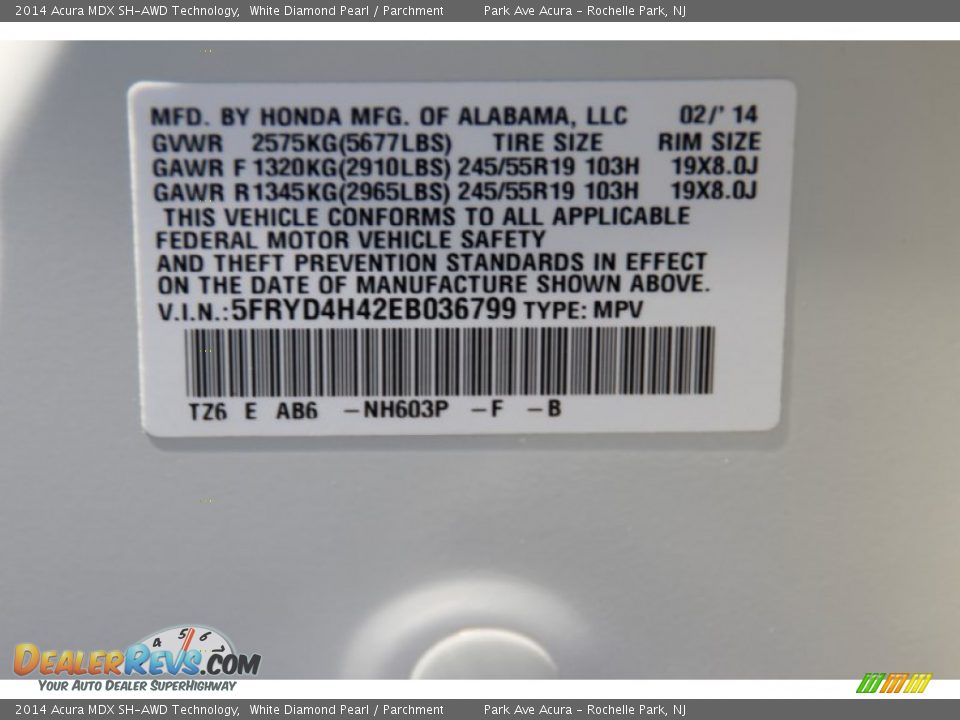 2014 Acura MDX SH-AWD Technology, White Diamond Pearl / Parchment Park Ave Acura - Rochelle Park, NJ
MFD. BY HONDA MFG. OF ALABAMA, LLC 02/' 14
GVWR 2575KG(5677LBS) TIRE SIZE RIM SIZE
GAWR F 1320KG(2910LBS) 245/55R19 103H 19X8.0J
GAWR R 1345KG(2965LBS) 245/55R19 103H 19X8.0J
THIS VEHICLE CONFORMS TO ALL APPLICABLE
FEDERAL MOTOR VEHICLE SAFETY
AND THEFT PREVENTION STANDARDS IN EFFECT
ON THE DATE OF MANUFACTURE SHOWN ABOVE.
V.I.N.: 5FRYD4H42EB036799 TYPE: MPV
TZ6 E AB6 -NH603P -F -B
4 5 6 7
DEALERREVS.COM
YOUR AUTO DEALER SUPERHIGHWAY
2014 Acura MDX SH-AWD Technology, White Diamond Pearl / Parchment Park Ave Acura - Rochelle Park, NJ